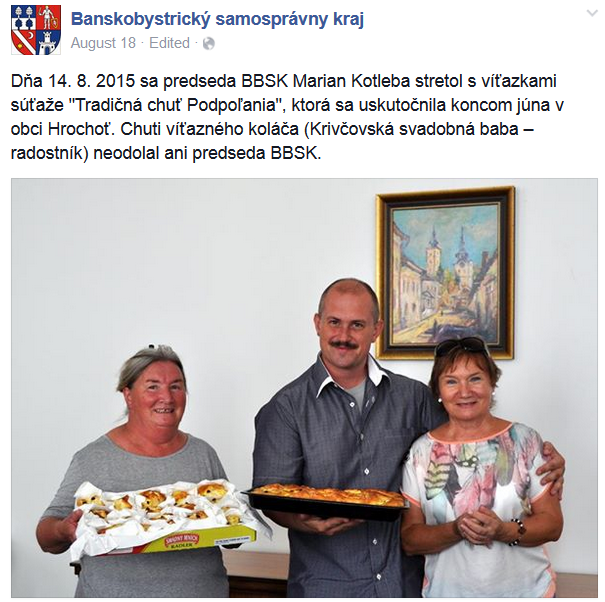 Banskobystrický samosprávny kraj
August 18 · Edited ·
Dňa 14. 8. 2015 sa predseda BBSK Marian Kotleba stretol s víťazkami
súťaže "Tradičná chuť Podpoľania", ktorá sa uskutočnila koncom júna v
obci Hrochoť. Chuti víťazného koláča (Krivčovská svadobná baba –
radostník) neodolal ani predseda BBSK.
RADLER